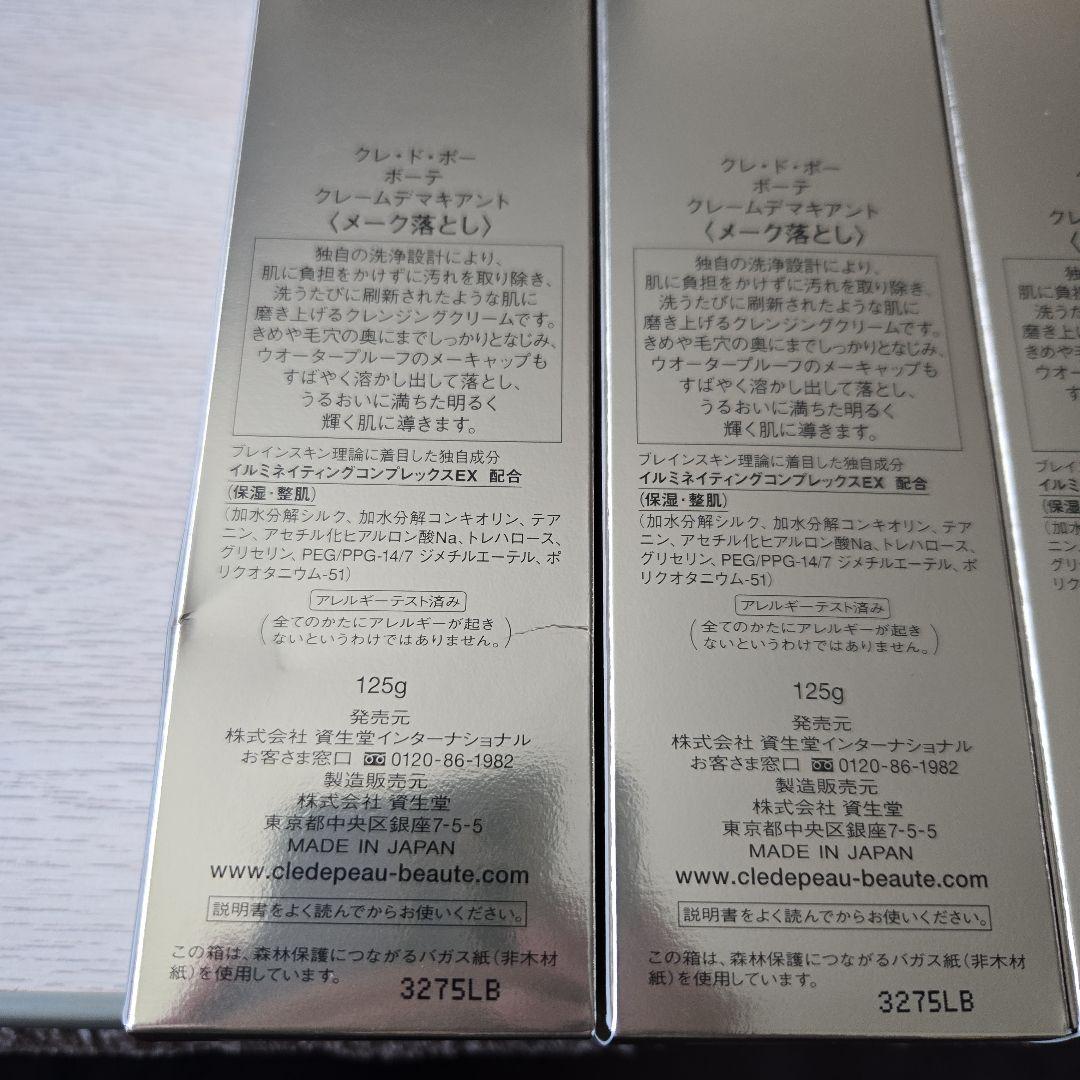 クレ・ド・ポー
ボーテ
クレームデマキアント
〈メーク落とし〉
独自の洗浄設計により、
肌に負担をかけずに汚れを取り除き、
洗うたびに刷新されたような肌に
磨き上げるクレンジングクリームです。
きめや毛穴の奥にまでしっかりとなじみ、
ウオータープルーフのメーキャップも
すばやく溶かし出して落とし、
うるおいに満ちた明るく
輝く肌に導きます。
ブレインスキン理論に着目した独自成分
イルミネイティングコンプレックスEX 配合
(保湿・整肌)
(加水分解シルク、加水分解コンキオリン、テア
ニン、アセチル化ヒアルロン酸Na、トレハロース、
グリセリン、PEG/PPG-14/7 ジメチルエーテル、ポ
リクオタニウム-51)
アレルギーテスト済み
(全てのかたにアレルギーが起き
ないというわけではありません。)
125g
発売元
株式会社 資生堂インターナショナル
お客さま窓口 0120-86-1982
製造販売元
株式会社 資生堂
東京都中央区銀座7-5-5
MADE IN JAPAN
www.cledepeau-beaute.com
説明書をよく読んでからお使いください。
この箱は、森林保護につながるバガス紙(非木材
紙)を使用しています。
3275LB
クレ・ド・ポー
ボーテ
クレームデマキアント
〈メーク落とし〉
独自の洗浄設計により、
肌に負担をかけずに汚れを取り除き、
洗うたびに刷新されたような肌に
磨き上げるクレンジングクリームです。
きめや毛穴の奥にまでしっかりとなじみ、
ウオータープルーフのメーキャップも
すばやく溶かし出して落とし、
うるおいに満ちた明るく
輝く肌に導きます。
ブレインスキン理論に着目した独自成分
イルミネイティングコンプレックスEX 配合
(保湿・整肌)
(加水分解シルク、加水分解コンキオリン、テア
ニン、アセチル化ヒアルロン酸Na、トレハロース、
グリセリン、PEG/PPG-14/7 ジメチルエーテル、ポ
リクオタニウム-51)
アレルギーテスト済み
(全てのかたにアレルギーが起き
ないというわけではありません。)
125g
発売元
株式会社 資生堂インターナショナル
お客さま窓口 0120-86-1982
製造販売元
株式会社 資生堂
東京都中央区銀座7-5-5
MADE IN JAPAN
www.cledepeau-beaute.com
説明書をよく読んでからお使いください。
この箱は、森林保護につながるバガス紙(非木材
紙)を使用しています。
3275LB
クレ
肌に負担
洗うた
磨き上げ
きめや毛
ウオー
す
ブレイン
イルミ
(保湿
(加水
ニン、
グリ
リク